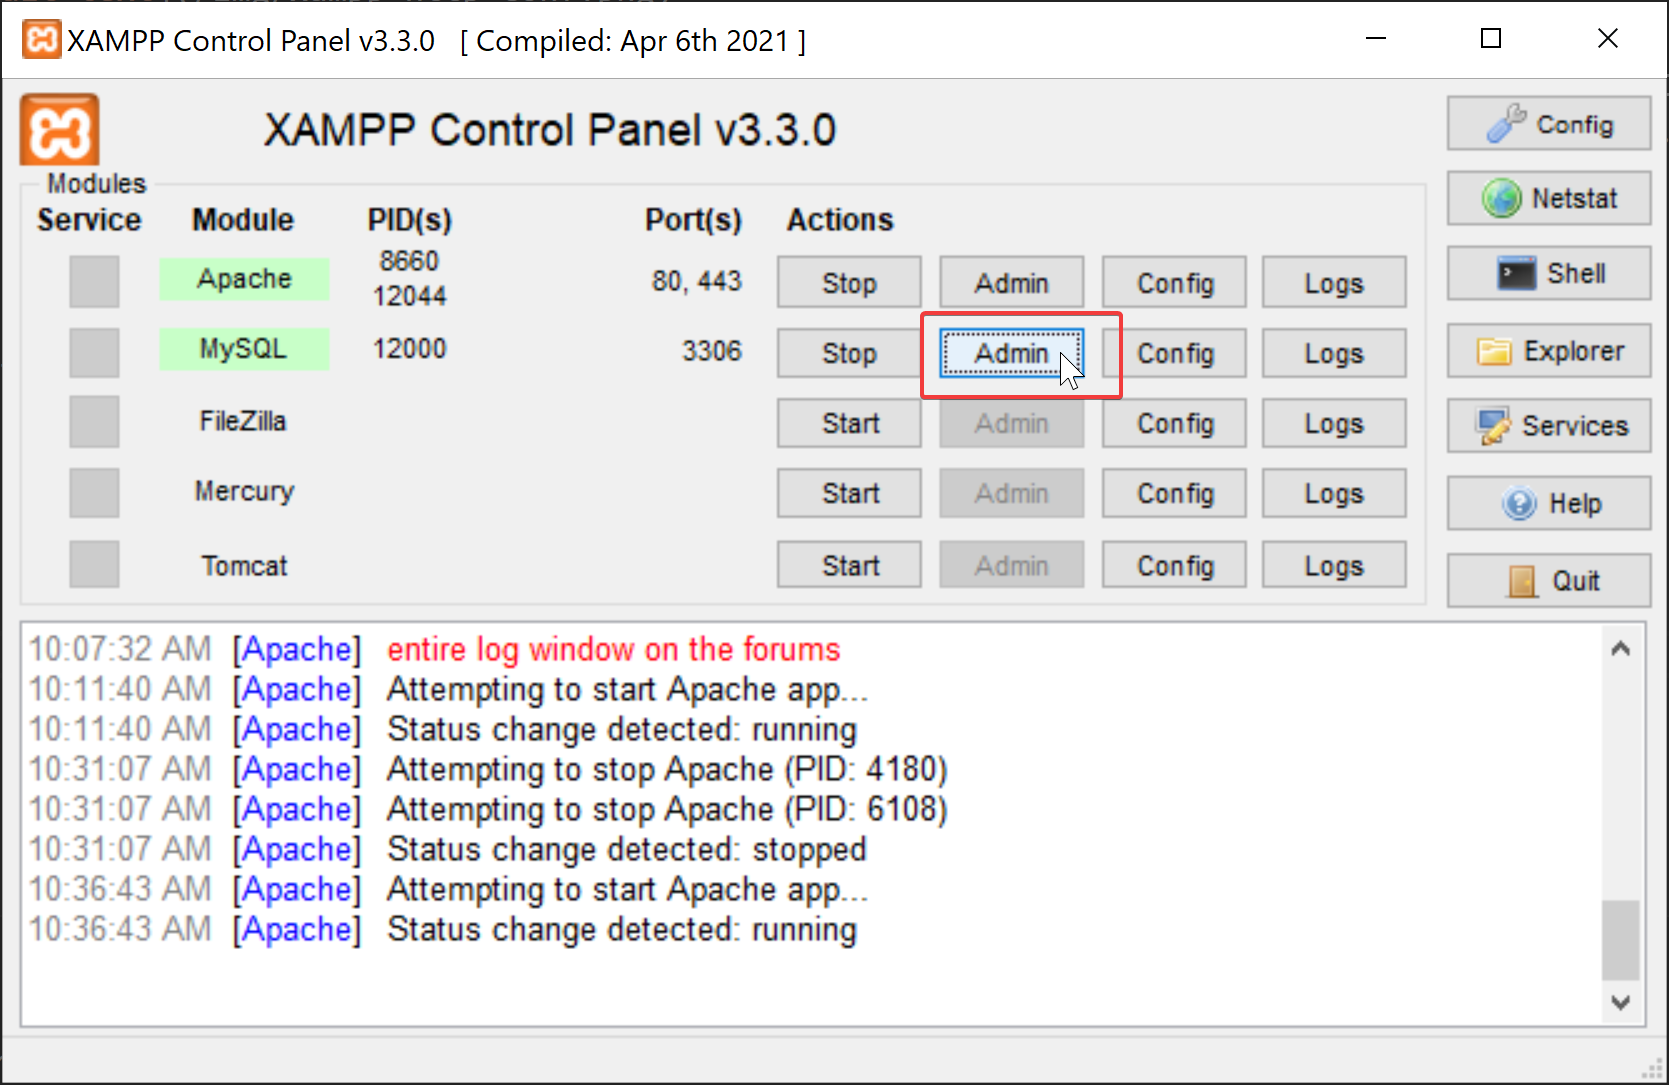 XAMPP Control Panel v3.3.0 [ Compiled: Apr 6th 2021 ]
XAMPP Control Panel v3.3.0
Config
Modules
Netstat
Service Module PID(s) Port(s) Actions
Apache 8660 12044 80, 443 Stop Admin Config Logs
Shell
MySQL 12000 3306 Stop Admin Config Logs
Explorer
FileZilla Start Admin Config Logs
Services
Mercury Start Admin Config Logs
Help
Tomcat Start Admin Config Logs
Quit
10:07:32 AM [Apache] entire log window on the forums
10:11:40 AM [Apache] Attempting to start Apache app...
10:11:40 AM [Apache] Status change detected: running
10:31:07 AM [Apache] Attempting to stop Apache (PID: 4180)
10:31:07 AM [Apache] Attempting to stop Apache (PID: 6108)
10:31:07 AM [Apache] Status change detected: stopped
10:36:43 AM [Apache] Attempting to start Apache app...
10:36:43 AM [Apache] Status change detected: running